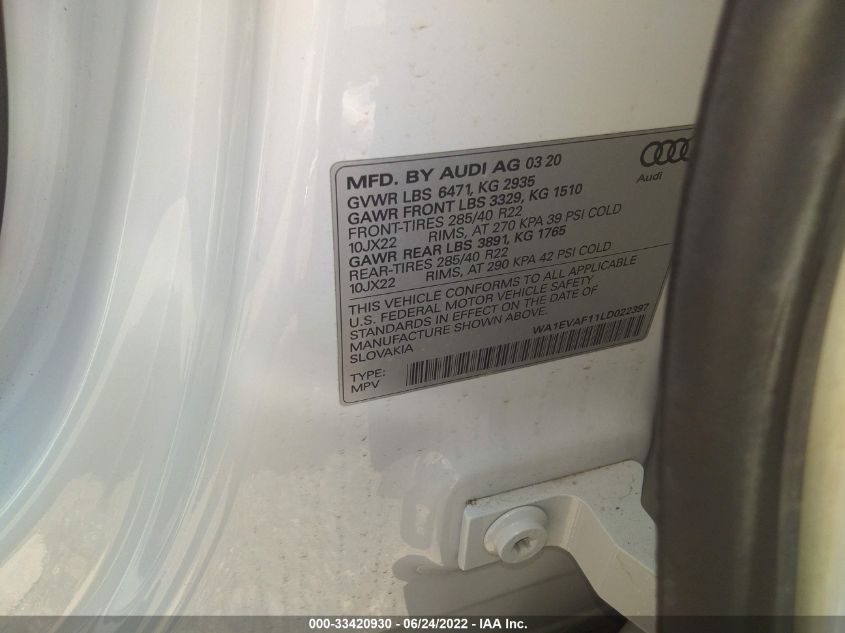 MFD. BY AUDI AG 03 20
GVWR LBS 6471, KG 2935
GAWR FRONT LBS 3329, KG 1510
FRONT-TIRES 285/40 R22
10JX22 RIMS, AT 270 KPA 39 PSI COLD
GAWR REAR LBS 3891, KG 1765
REAR-TIRES 285/40 R22
10JX22 RIMS, AT 290 KPA 42 PSI COLD
THIS VEHICLE CONFORMS TO ALL APPLICABLE
U.S. FEDERAL MOTOR VEHICLE SAFETY
STANDARDS IN EFFECT ON THE DATE OF
MANUFACTURE SHOWN ABOVE.
SLOVAKIA
WA1EVAF11LD022397
TYPE:
MPV
Audi
000-33420930 - 06/24/2022 - IAA Inc.